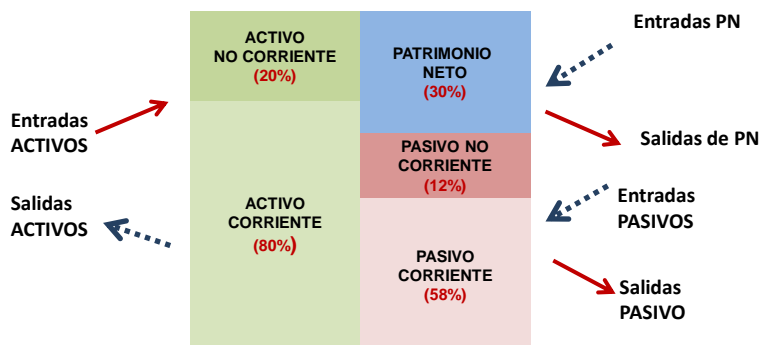 ACTIVO
NO CORRIENTE
(20%)
PATRIMONIO
NETO
(30%)
Entradas PN
Entradas
ACTIVOS
Salidas de PN
PASIVO NO
CORRIENTE
(12%)
Salidas
ACTIVOS
ACTIVO
CORRIENTE
(80%)
Entradas
PASIVOS
PASIVO
CORRIENTE
(58%)
Salidas
PASIVO